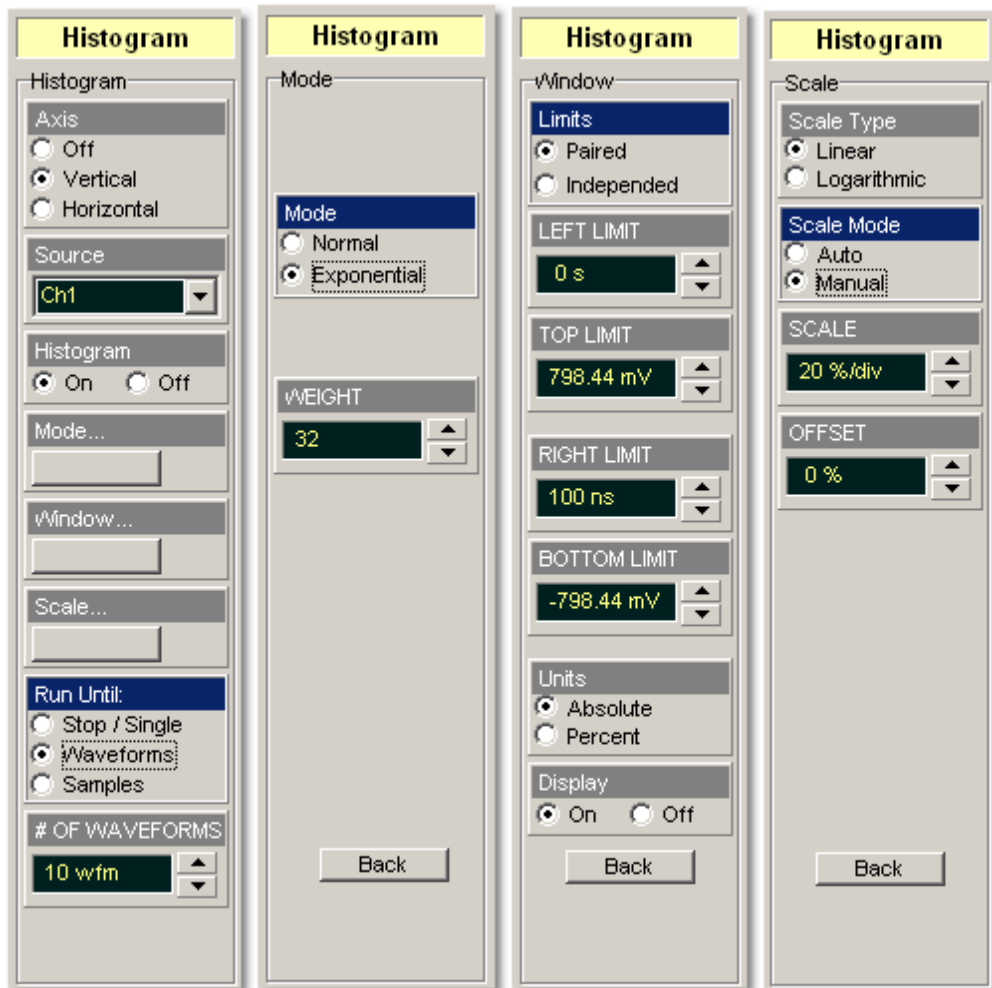 Histogram
Histogram
Axis
Off
Vertical
Horizontal
Source
Ch1
Histogram
On Off
Mode...
Window...
Scale...
Run Until:
Stop / Single
Waveforms
Samples
# OF WAVEFORMS
10 wfm
Histogram
Mode
Mode
Normal
Exponential
WEIGHT
32
Back
Histogram
Window
Limits
Paired
Independed
LEFT LIMIT
0 s
TOP LIMIT
798.44 mV
RIGHT LIMIT
100 ns
BOTTOM LIMIT
-798.44 mV
Units
Absolute
Percent
Display
On Off
Back
Histogram
Scale
Scale Type
Linear
Logarithmic
Scale Mode
Auto
Manual
SCALE
20 %/div
OFFSET
0 %
Back